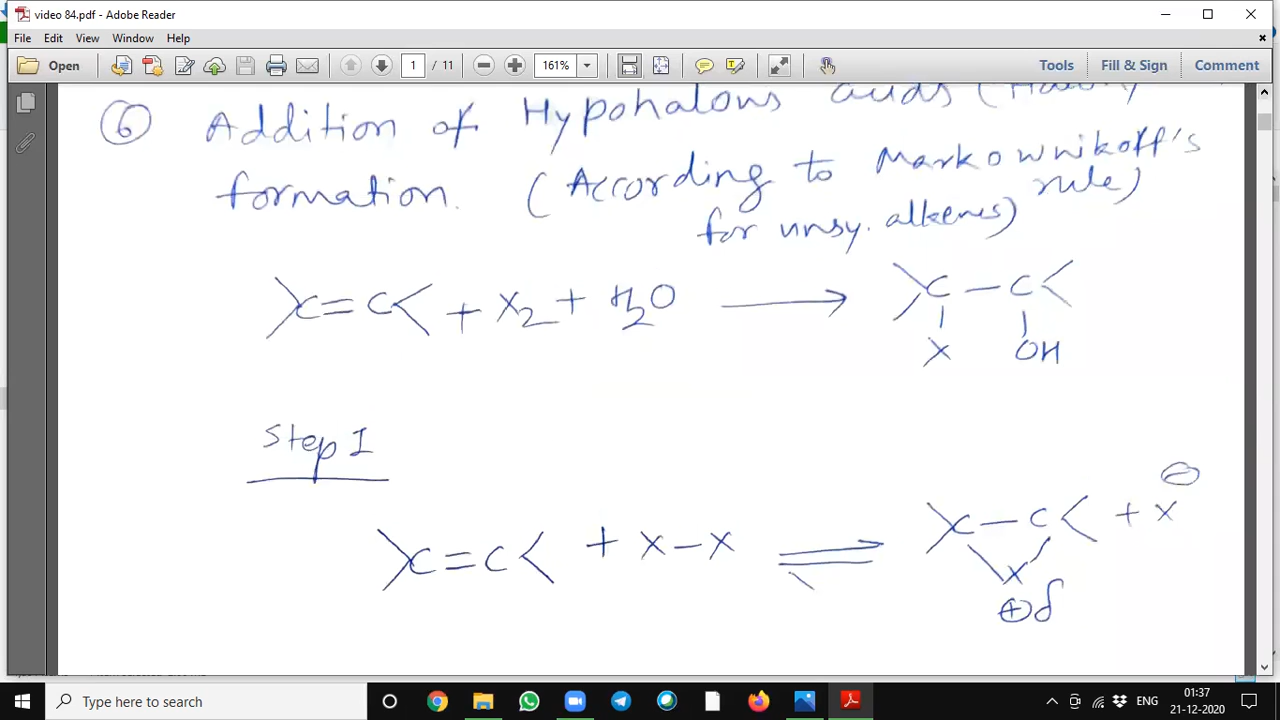 video 84.pdf - Adobe Reader
File Edit View Window Help
Open 1 / 11 161% Tools Fill & Sign Comment
⑥ Addition of Hypohalous acids
formation. (According to Markownikoff's
rule)
for unsy. alkenes)
>C=C< + X2 + H2O → >C-C<
X OH
Step I
>C=C< + X-X ⇌ >C-C< + X⊖
X
⊕δ
Type here to search
ENG 01:37
21-12-2020